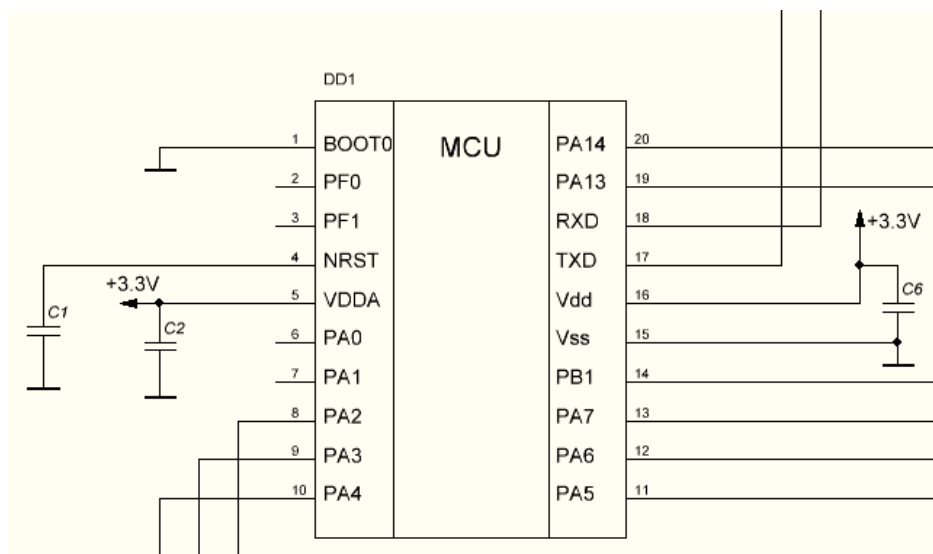 DD1
MCU
1 BOOT0
2 PF0
3 PF1
4 NRST
5 VDDA
6 PA0
7 PA1
8 PA2
9 PA3
10 PA4
PA14 20
PA13 19
RXD 18
TXD 17
Vdd 16
Vss 15
PB1 14
PA7 13
PA6 12
PA5 11
+3.3V
C1
C2
+3.3V
C6